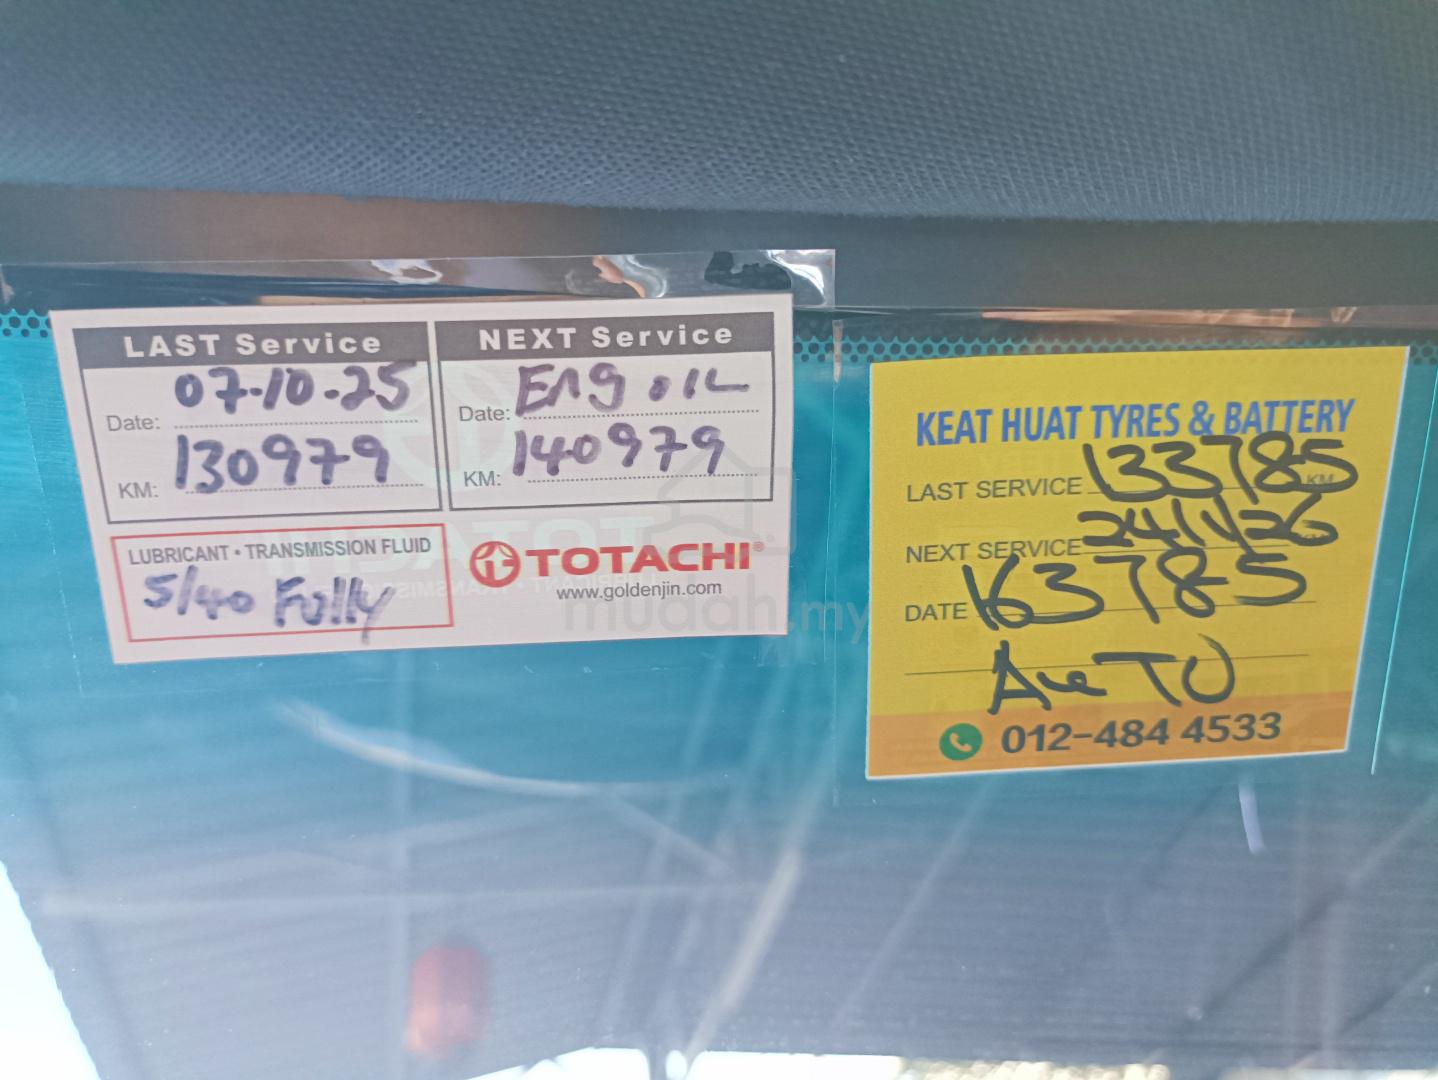 LAST Service
Date: 07-10-25
KM: 130979
NEXT Service
Date: Eng oil
KM: 140979
LUBRICANT • TRANSMISSION FLUID
5/40 Fully
TOTACHI®
www.goldenjin.com
mudah.my
KEAT HUAT TYRES & BATTERY
LAST SERVICE 133785 KM
NEXT SERVICE 24/1/26
DATE 163785
012-484 4533